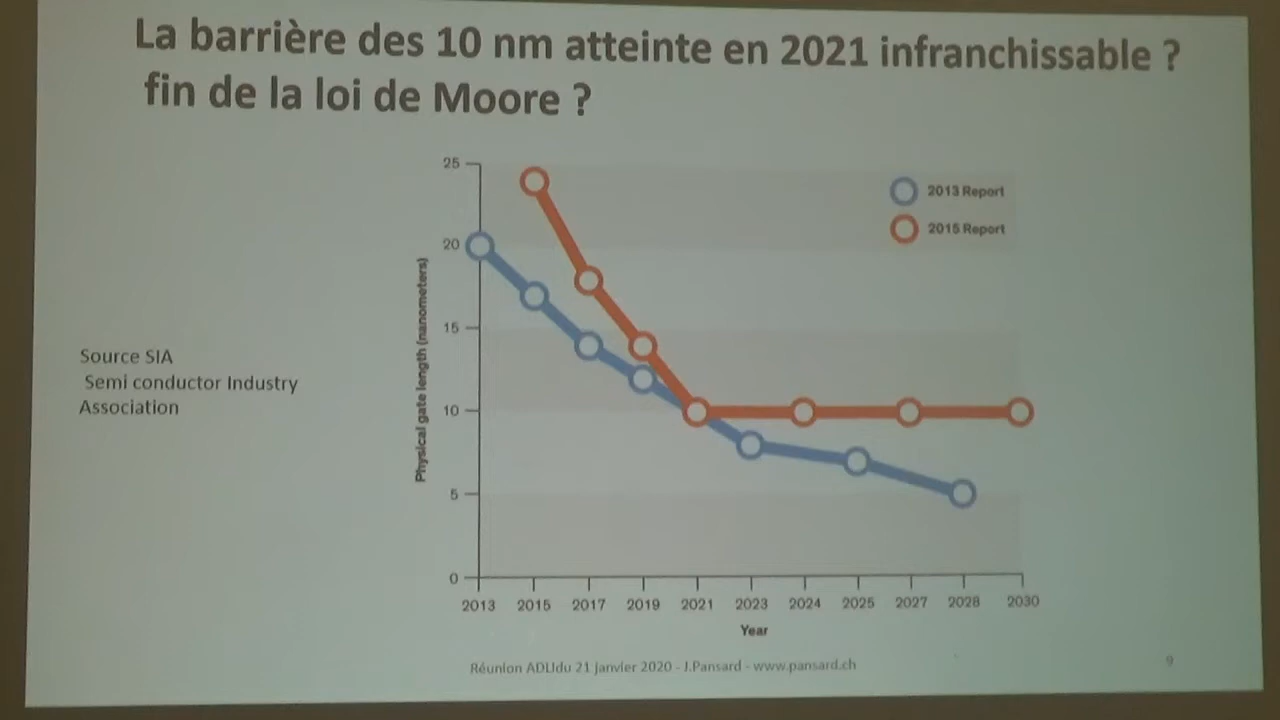 La barrière des 10 nm atteinte en 2021 infranchissable ?
fin de la loi de Moore ?
25
20
15
10
5
0
Physical gate length (nanometers)
2013 Report
2015 Report
Source SIA
Semi conductor Industry
Association
2013 2015 2017 2019 2021 2023 2024 2025 2027 2028 2030
Year
Réunion ADLIdu 21 janvier 2020 - J.Pansard - www.pansard.ch
9